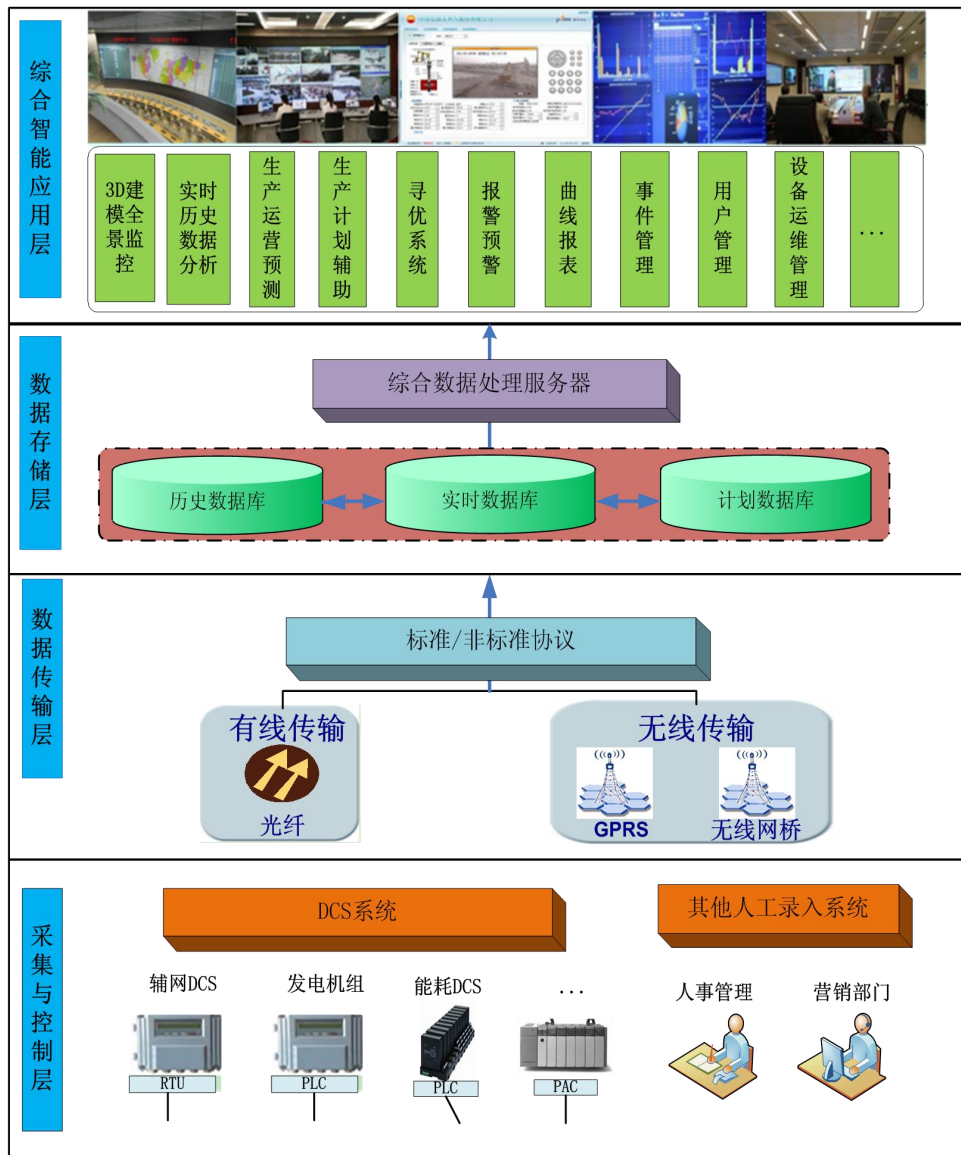 综合智能应用层
3D建模全景监控
实时历史数据分析
生产运营预测
生产计划辅助
寻优系统
报警预警
曲线报表
事件管理
用户管理
设备运维管理
...
数据存储层
综合数据处理服务器
历史数据库
实时数据库
计划数据库
数据传输层
标准/非标准协议
有线传输
光纤
无线传输
GPRS
无线网桥
采集与控制层
DCS系统
其他人工录入系统
辅网DCS
发电机组
能耗DCS
...
人事管理
营销部门
RTU
PLC
PLC
PAC